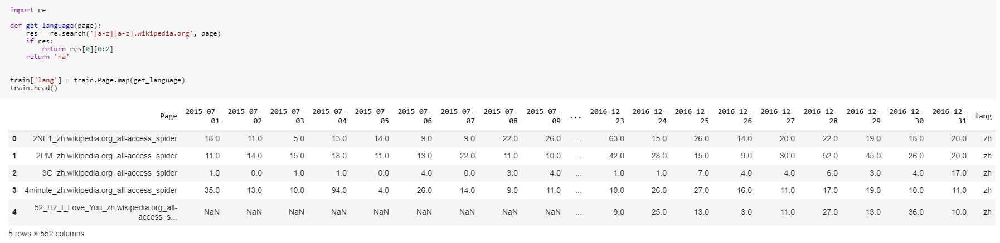 import re
def get_language(page):
    res = re.search('[a-z][a-z].wikipedia.org', page)
    if res:
        return res[0][0:2]
    return 'na'
train['lang'] = train.Page.map(get_language)
train.head()
Page 2015-07-01 2015-07-02 2015-07-03 2015-07-04 2015-07-05 2015-07-06 2015-07-07 2015-07-08 2015-07-09 ... 2016-12-23 2016-12-24 2016-12-25 2016-12-26 2016-12-27 2016-12-28 2016-12-29 2016-12-30 2016-12-31 lang
0 2NE1_zh.wikipedia.org_all-access_spider 18.0 11.0 5.0 13.0 14.0 9.0 9.0 22.0 26.0 ... 63.0 15.0 26.0 14.0 20.0 22.0 19.0 18.0 20.0 zh
1 2PM_zh.wikipedia.org_all-access_spider 11.0 14.0 15.0 18.0 11.0 13.0 22.0 11.0 10.0 ... 42.0 28.0 15.0 9.0 30.0 52.0 45.0 26.0 20.0 zh
2 3C_zh.wikipedia.org_all-access_spider 1.0 0.0 1.0 1.0 0.0 4.0 0.0 3.0 4.0 ... 1.0 1.0 7.0 4.0 4.0 6.0 3.0 4.0 17.0 zh
3 4minute_zh.wikipedia.org_all-access_spider 35.0 13.0 10.0 94.0 4.0 26.0 14.0 9.0 11.0 ... 10.0 26.0 27.0 16.0 11.0 17.0 19.0 10.0 11.0 zh
4 52_Hz_I_Love_You_zh.wikipedia.org_all-access_s... NaN NaN NaN NaN NaN NaN NaN NaN NaN ... 9.0 25.0 13.0 3.0 11.0 27.0 13.0 36.0 10.0 zh
5 rows × 552 columns